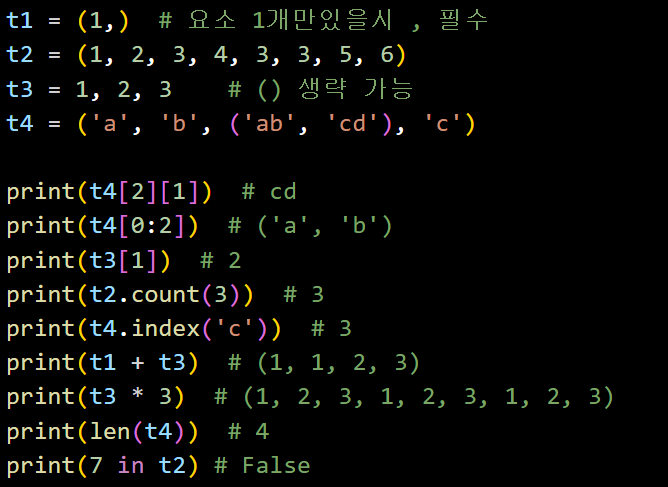 t1 = (1,)  # 요소 1개만있을시 , 필수
t2 = (1, 2, 3, 4, 3, 3, 5, 6)
t3 = 1, 2, 3    # () 생략 가능
t4 = ('a', 'b', ('ab', 'cd'), 'c')
print(t4[2][1])  # cd
print(t4[0:2])  # ('a', 'b')
print(t3[1])  # 2
print(t2.count(3))  # 3
print(t4.index('c'))  # 3
print(t1 + t3)  # (1, 1, 2, 3)
print(t3 * 3)  # (1, 2, 3, 1, 2, 3, 1, 2, 3)
print(len(t4))  # 4
print(7 in t2) # False